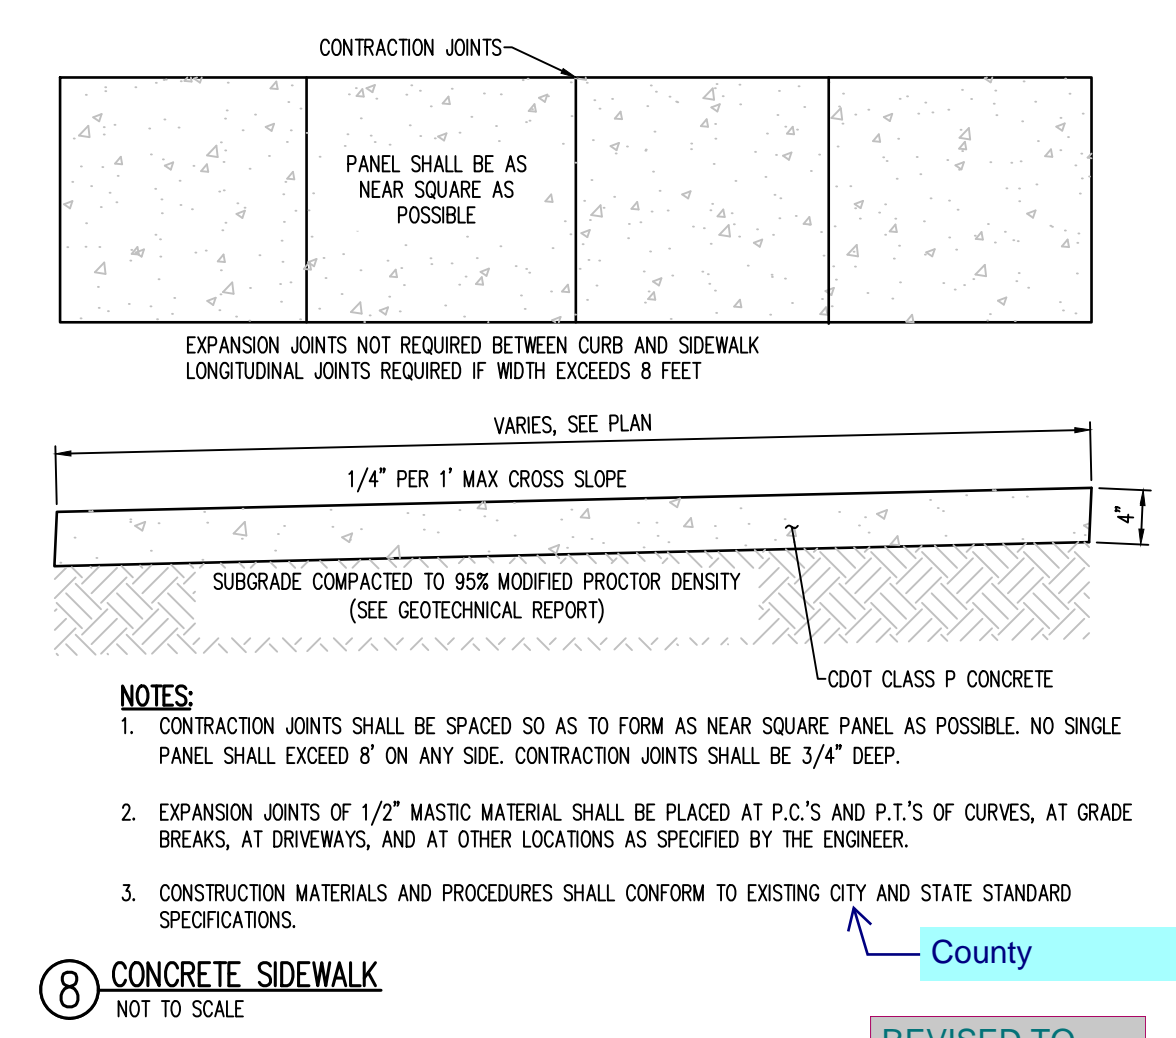 CONTRACTION JOINTS
PANEL SHALL BE AS
NEAR SQUARE AS
POSSIBLE
EXPANSION JOINTS NOT REQUIRED BETWEEN CURB AND SIDEWALK
LONGITUDINAL JOINTS REQUIRED IF WIDTH EXCEEDS 8 FEET
VARIES, SEE PLAN
1/4" PER 1' MAX CROSS SLOPE
4"
SUBGRADE COMPACTED TO 95% MODIFIED PROCTOR DENSITY
(SEE GEOTECHNICAL REPORT)
CDOT CLASS P CONCRETE
NOTES:
1. CONTRACTION JOINTS SHALL BE SPACED SO AS TO FORM AS NEAR SQUARE PANEL AS POSSIBLE. NO SINGLE
PANEL SHALL EXCEED 8' ON ANY SIDE. CONTRACTION JOINTS SHALL BE 3/4" DEEP.
2. EXPANSION JOINTS OF 1/2" MASTIC MATERIAL SHALL BE PLACED AT P.C.'S AND P.T.'S OF CURVES, AT GRADE
BREAKS, AT DRIVEWAYS, AND AT OTHER LOCATIONS AS SPECIFIED BY THE ENGINEER.
3. CONSTRUCTION MATERIALS AND PROCEDURES SHALL CONFORM TO EXISTING CITY AND STATE STANDARD
SPECIFICATIONS.
County
8 CONCRETE SIDEWALK
NOT TO SCALE
REVISED TO